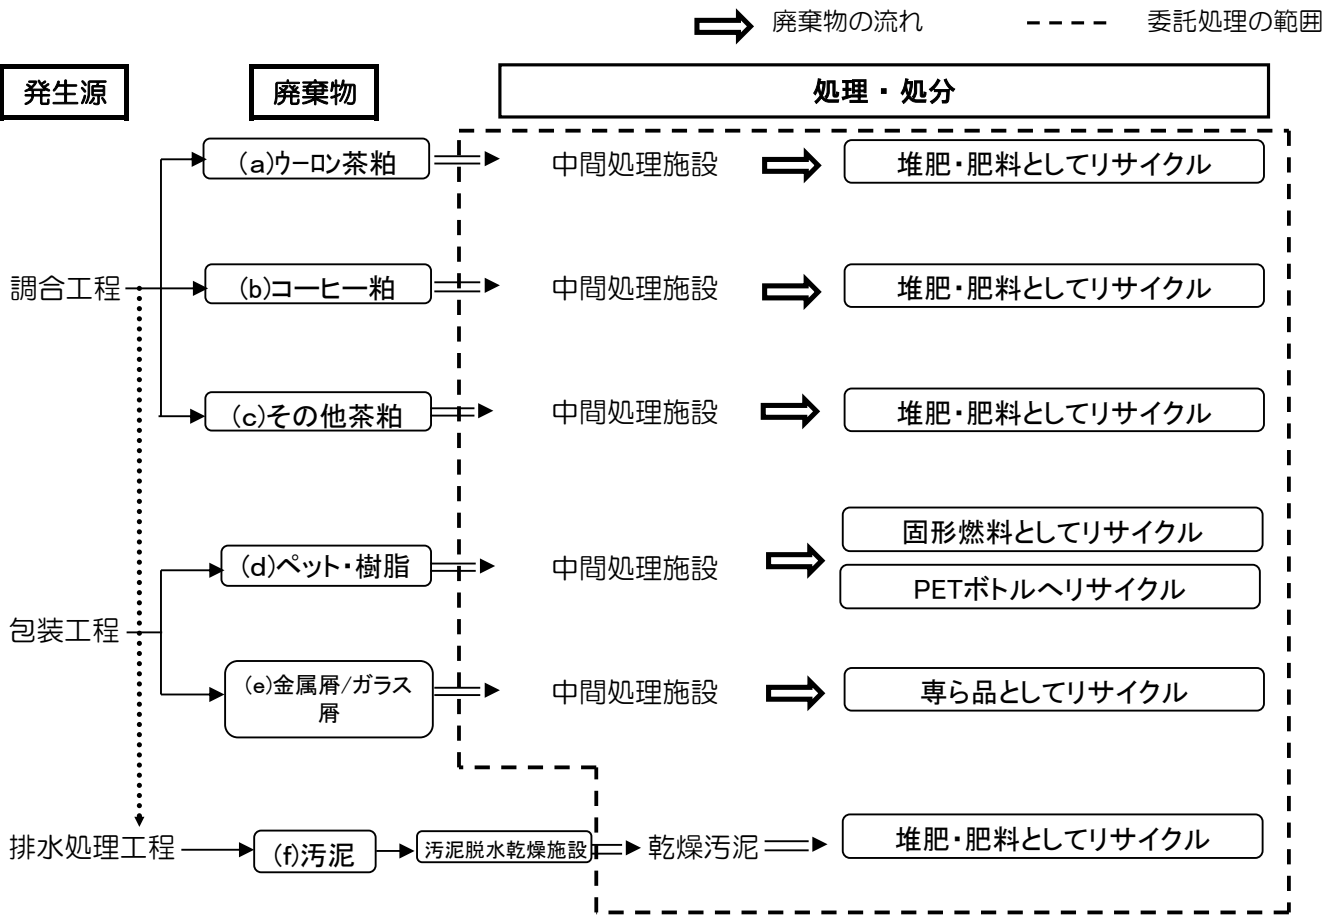 廃棄物の流れ
委託処理の範囲
発生源
廃棄物
処理・処分
(a)ウーロン茶粕
中間処理施設
堆肥・肥料としてリサイクル
調合工程
(b)コーヒー粕
中間処理施設
堆肥・肥料としてリサイクル
(c)その他茶粕
中間処理施設
堆肥・肥料としてリサイクル
(d)ペット・樹脂
中間処理施設
固形燃料としてリサイクル
PETボトルへリサイクル
包装工程
(e)金属屑/ガラス
屑
中間処理施設
専ら品としてリサイクル
排水処理工程
(f)汚泥
汚泥脱水乾燥施設
乾燥汚泥
堆肥・肥料としてリサイクル